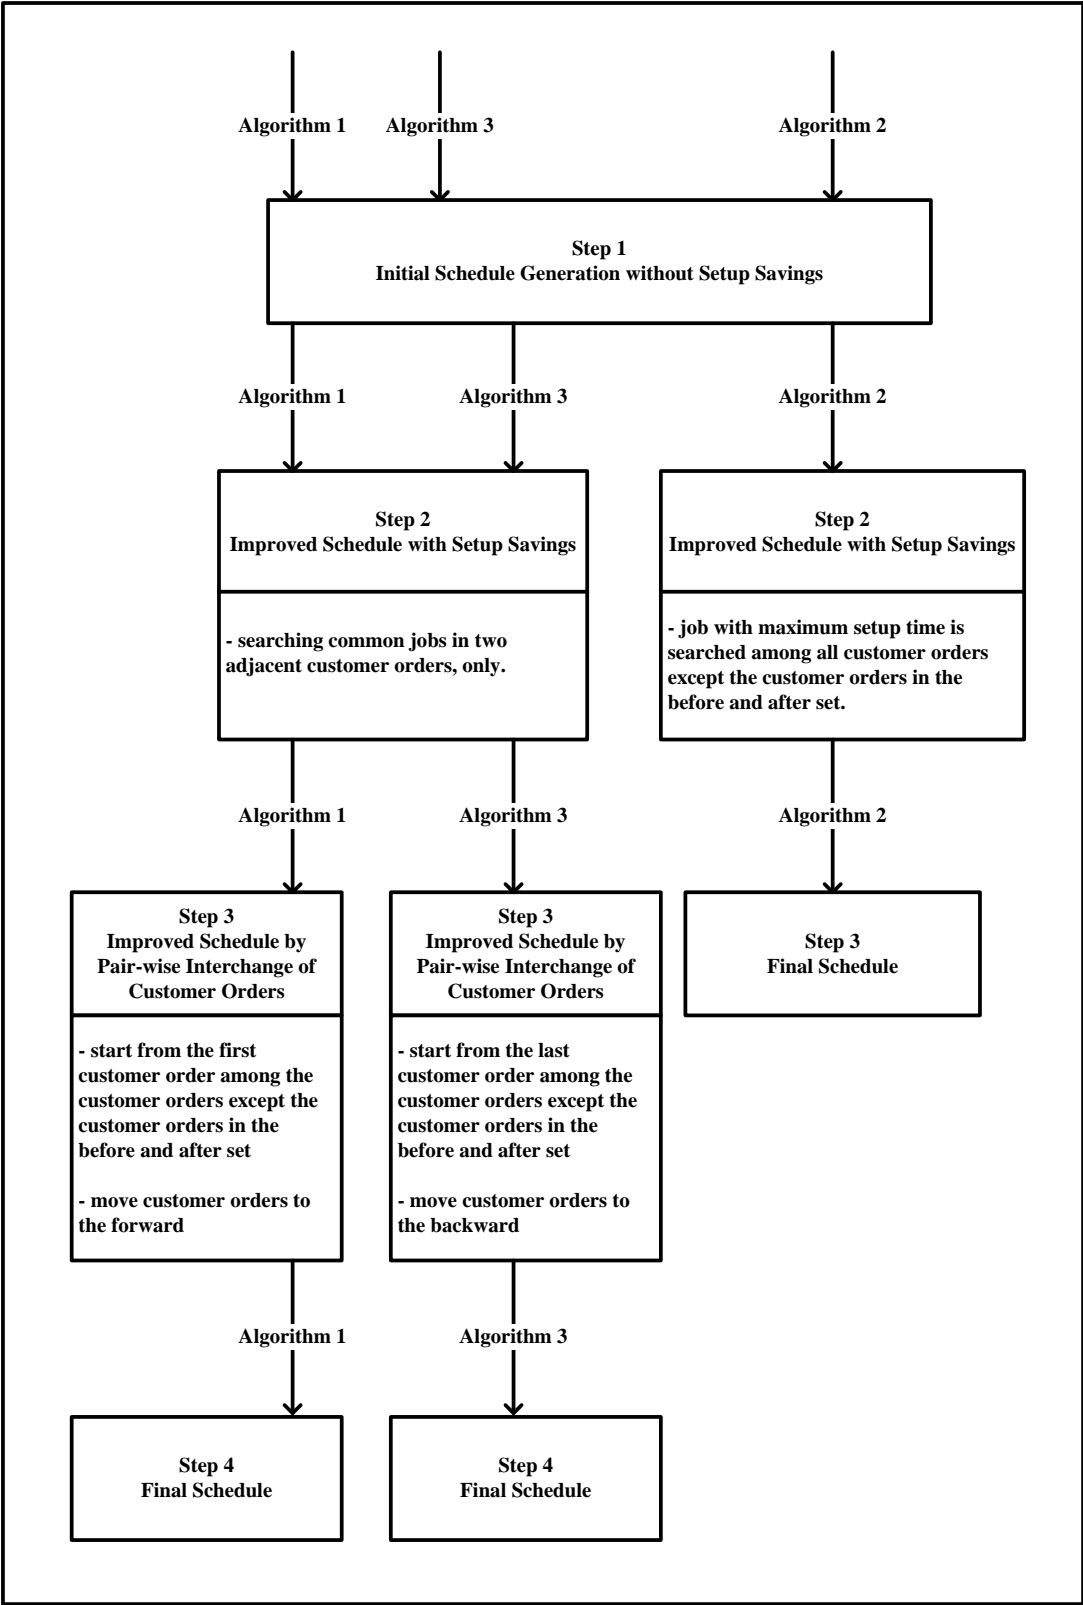 Algorithm 1
Algorithm 3
Algorithm 2
Step 1
Initial Schedule Generation without Setup Savings
Algorithm 1
Algorithm 3
Algorithm 2
Step 2
Improved Schedule with Setup Savings
- searching common jobs in two
adjacent customer orders, only.
Step 2
Improved Schedule with Setup Savings
- job with maximum setup time is
searched among all customer orders
except the customer orders in the
before and after set.
Algorithm 1
Algorithm 3
Algorithm 2
Step 3
Improved Schedule by
Pair-wise Interchange of
Customer Orders
- start from the first
customer order among the
customer orders except the
customer orders in the
before and after set
- move customer orders to
the forward
Step 3
Improved Schedule by
Pair-wise Interchange of
Customer Orders
- start from the last
customer order among the
customer orders except the
customer orders in the
before and after set
- move customer orders to
the backward
Step 3
Final Schedule
Algorithm 1
Algorithm 3
Step 4
Final Schedule
Step 4
Final Schedule